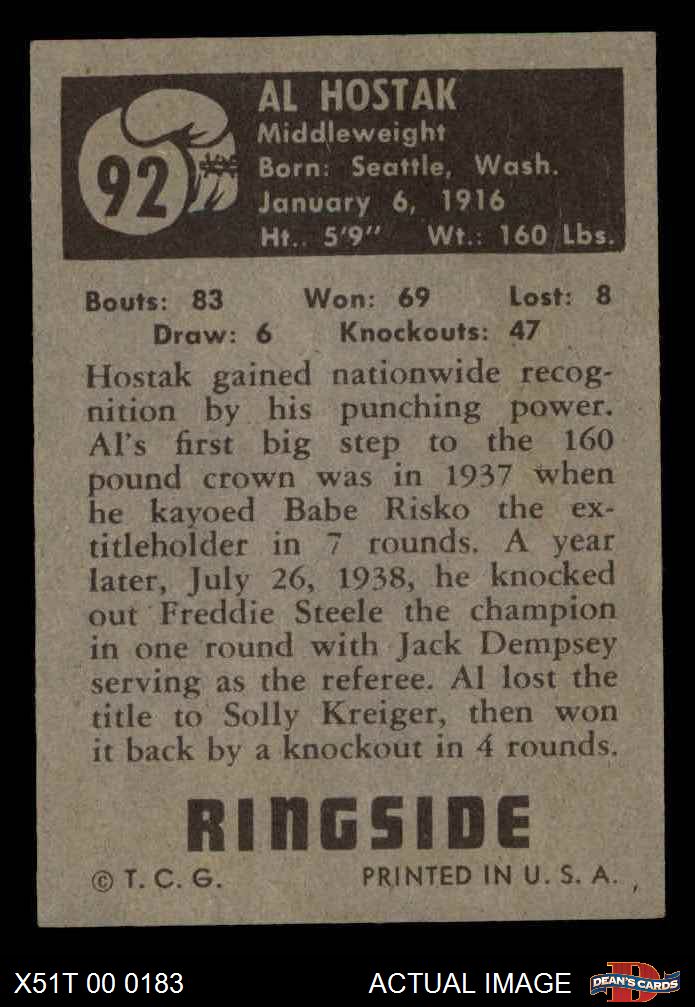 92
AL HOSTAK
Middleweight
Born: Seattle, Wash.
January 6, 1916
Ht.. 5'9" Wt.: 160 Lbs.
Bouts: 83 Won: 69 Lost: 8
Draw: 6 Knockouts: 47
Hostak gained nationwide recog-
nition by his punching power.
Al's first big step to the 160
pound crown was in 1937 when
he kayoed Babe Risko the ex-
titleholder in 7 rounds. A year
later, July 26, 1938, he knocked
out Freddie Steele the champion
in one round with Jack Dempsey
serving as the referee. Al lost the
title to Solly Kreiger, then won
it back by a knockout in 4 rounds.
RINGSIDE
© T. C. G. PRINTED IN U. S. A.
X51T 00 0183 ACTUAL IMAGE D DEAN'S CARDS